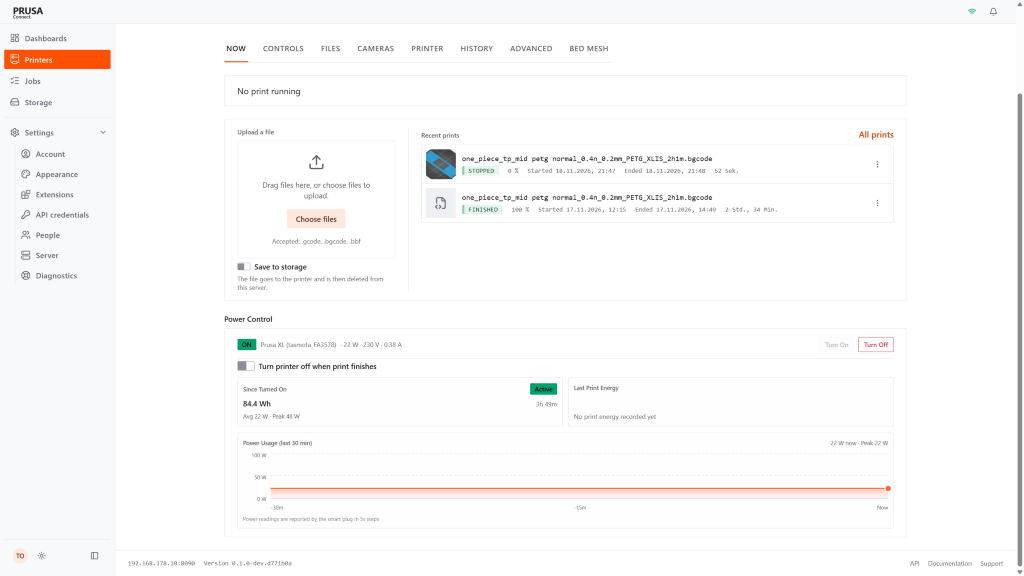 PRUSA
Connect
Dashboards
Printers
Jobs
Storage
Settings
Account
Appearance
Extensions
API credentials
People
Server
Diagnostics
TO
NOW CONTROLS FILES CAMERAS PRINTER HISTORY ADVANCED BED MESH
No print running
Upload a file
Drag files here, or choose files to
upload.
Choose files
Accepted: .gcode, .bgcode, .bbf
Save to storage
The file goes to the printer and is then deleted from
this server.
Recent prints
All prints
one_piece_tp_mid petg normal_0.4n_0.2mm_PETG_XLIS_2h1m.bgcode
STOPPED 0 % Started 18.11.2026, 21:47 Ended 18.11.2026, 21:48 52 Sek.
one_piece_tp_mid petg normal_0.4n_0.2mm_PETG_XLIS_2h1m.bgcode
FINISHED 100 % Started 17.11.2026, 12:15 Ended 17.11.2026, 14:49 2 Std., 34 Min.
Power Control
ON Prusa XL (tasmota_FA3578) · 22 W · 230 V · 0.38 A
Turn On Turn Off
Turn printer off when print finishes
Since Turned On Active
84.4 Wh 3h 49m
Avg 22 W · Peak 48 W
Last Print Energy
No print energy recorded yet
Power Usage (last 30 min) 22 W now · Peak 22 W
100 W
50 W
0 W
-30m -15m Now
Power readings are reported by the smart plug in 5s steps
192.168.178.10:8090 Version 0.1.0-dev.d771b0a
API Documentation Support